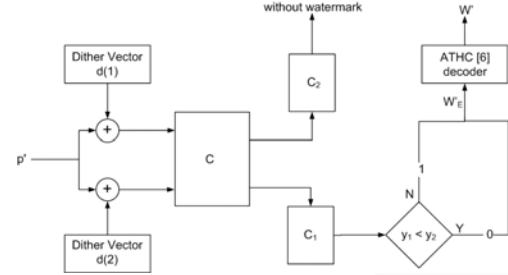 without watermark
W'
Dither Vector
d(1)
ATHC [6]
decoder
C₂
W'E
+
p'
C
1
+
N
Dither Vector
d(2)
C₁
y₁ < y₂
Y
0